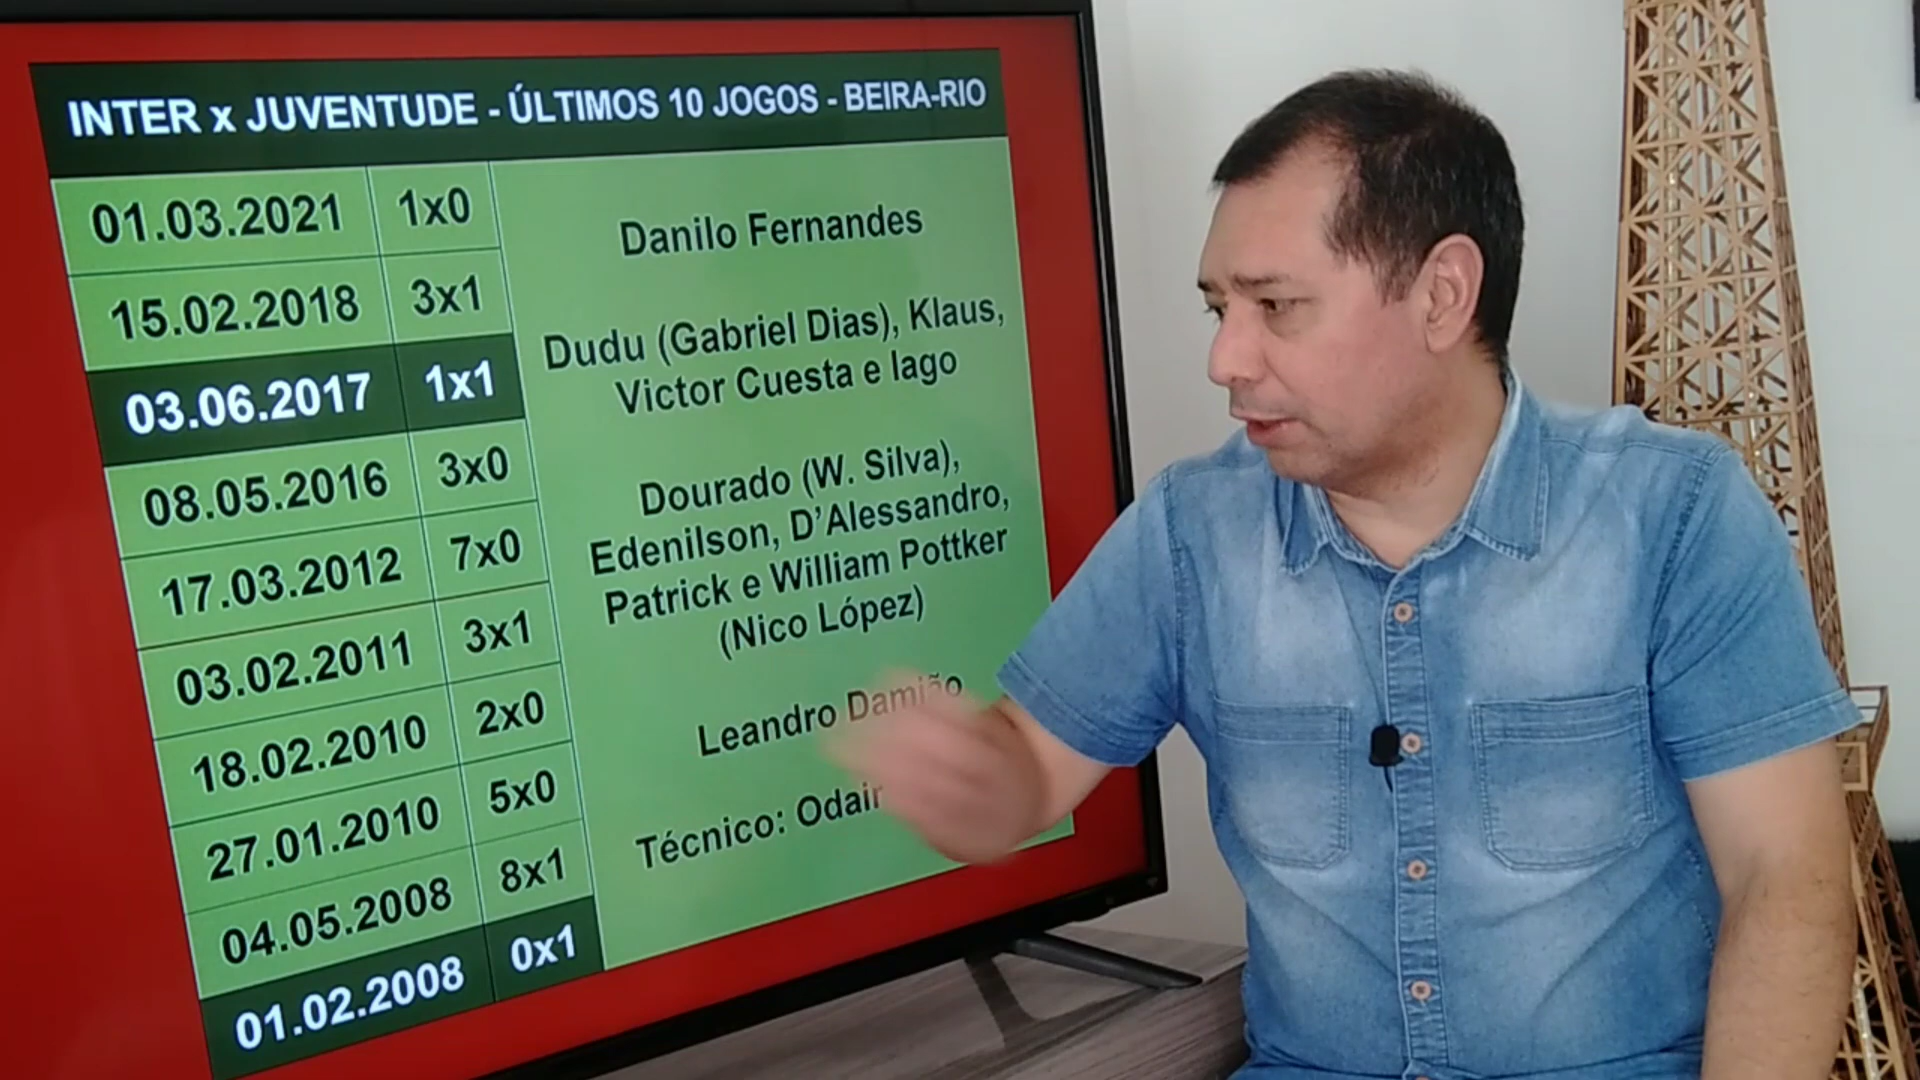 INTER x JUVENTUDE - ÚLTIMOS 10 JOGOS - BEIRA-RIO
01.03.2021 1x0
15.02.2018 3x1
03.06.2017 1x1
08.05.2016 3x0
17.03.2012 7x0
03.02.2011 3x1
18.02.2010 2x0
27.01.2010 5x0
04.05.2008 8x1
01.02.2008 0x1
Danilo Fernandes
Dudu (Gabriel Dias), Klaus,
Victor Cuesta e Iago
Dourado (W. Silva),
Edenilson, D'Alessandro,
Patrick e William Pottker
(Nico López)
Leandro Damião
Técnico: Odair